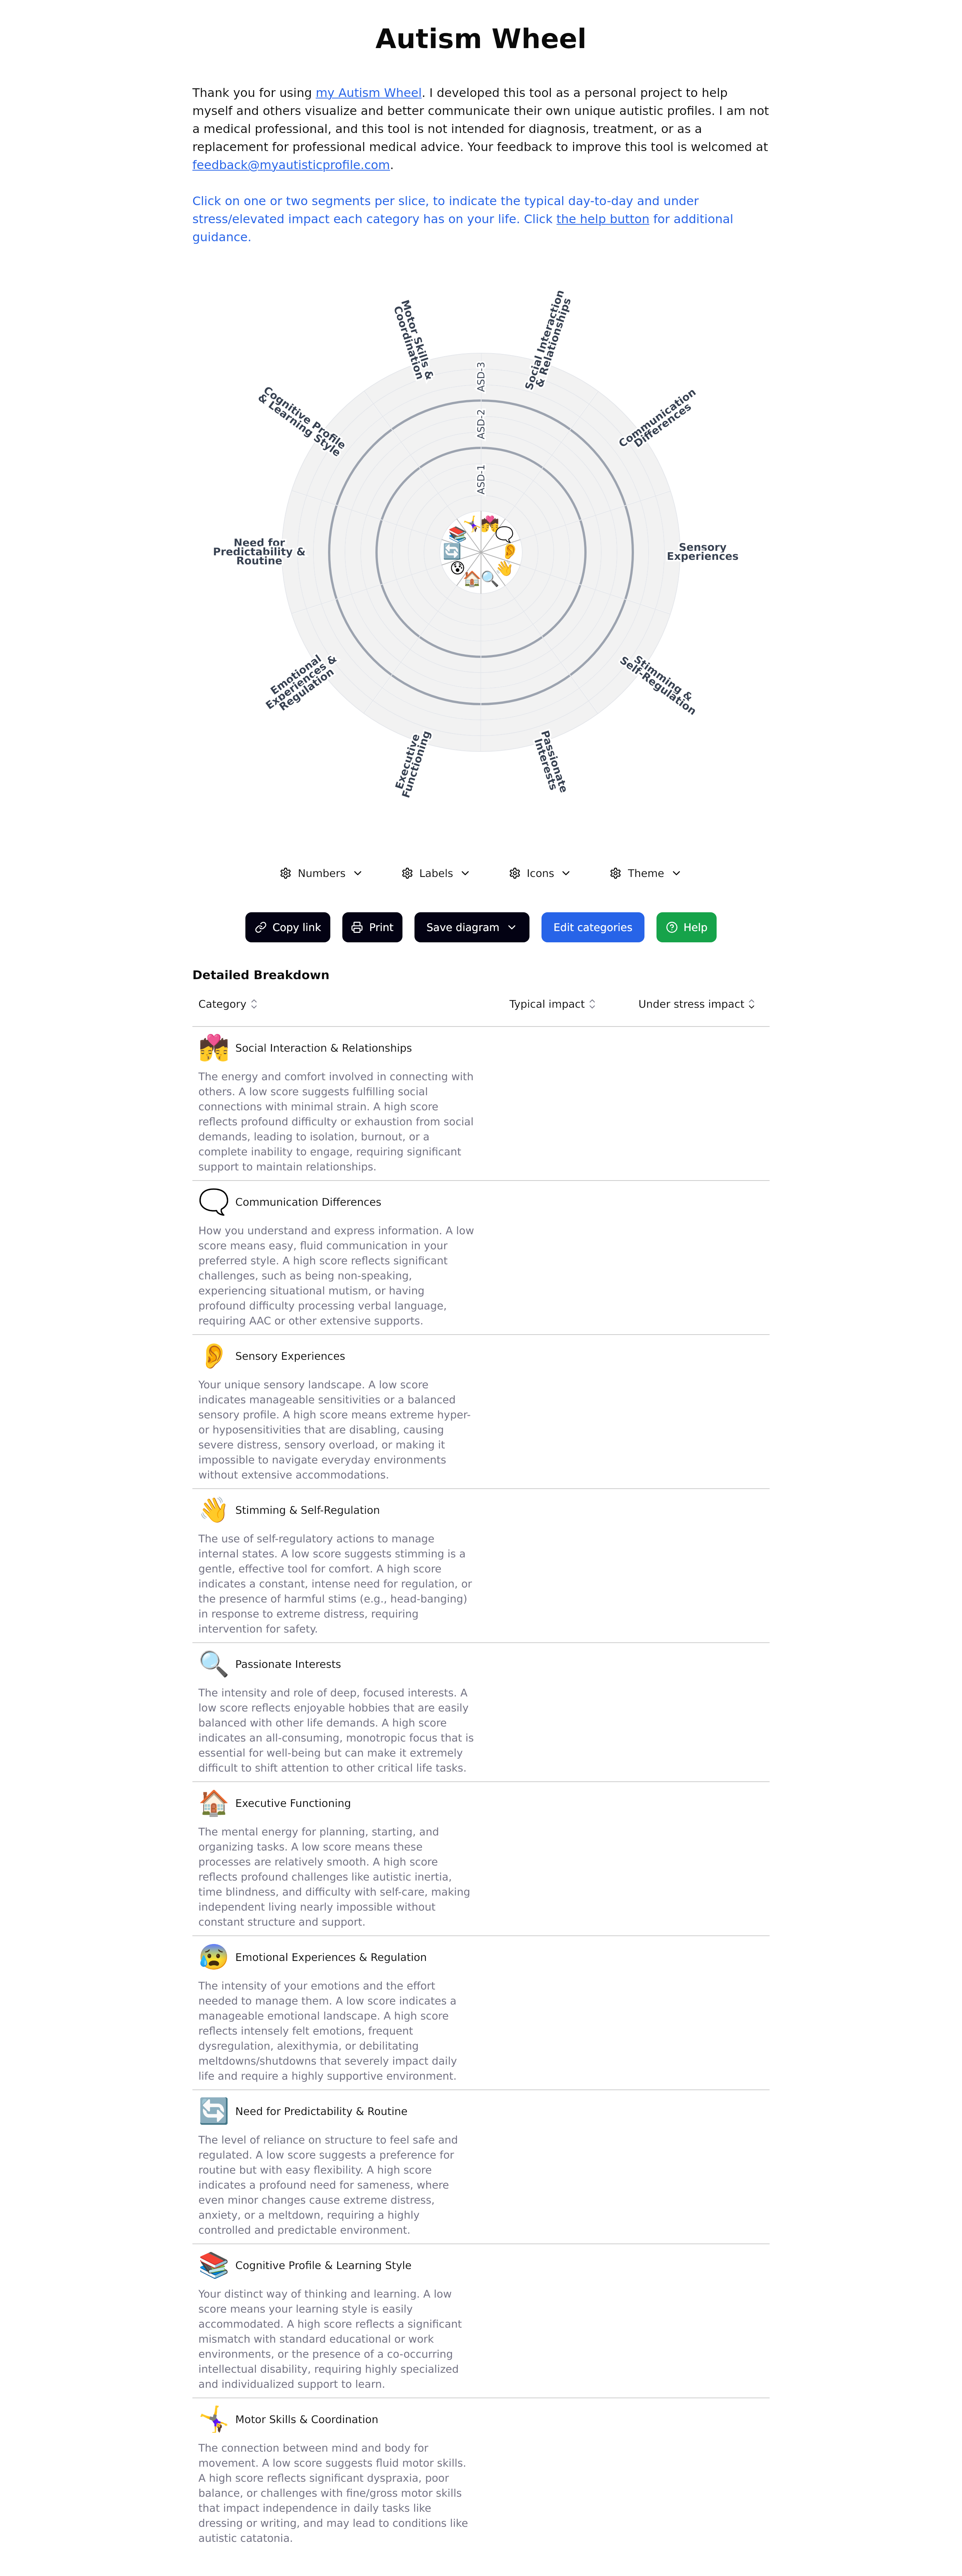 Autism Wheel
Thank you for using my Autism Wheel. I developed this tool as a personal project to help
myself and others visualize and better communicate their own unique autistic profiles. I am not
a medical professional, and this tool is not intended for diagnosis, treatment, or as a
replacement for professional medical advice. Your feedback to improve this tool is welcomed at
feedback@myautisticprofile.com.
Click on one or two segments per slice, to indicate the typical day-to-day and under
stress/elevated impact each category has on your life. Click the help button for additional
guidance.
Social Interaction
& Relationships
Communication
Differences
Sensory
Experiences
Stimming &
Self-Regulation
Passionate
Interests
Executive
Functioning
Emotional
Experiences &
Regulation
Need for
Predictability &
Routine
Cognitive Profile
& Learning Style
Motor Skills &
Coordination
ASD-3
ASD-2
ASD-1
Numbers
Labels
Icons
Theme
Copy link
Print
Save diagram
Edit categories
Help
Detailed Breakdown
Category Typical impact Under stress impact
Social Interaction & Relationships
The energy and comfort involved in connecting with
others. A low score suggests fulfilling social
connections with minimal strain. A high score
reflects profound difficulty or exhaustion from social
demands, leading to isolation, burnout, or a
complete inability to engage, requiring significant
support to maintain relationships.
Communication Differences
How you understand and express information. A low
score means easy, fluid communication in your
preferred style. A high score reflects significant
challenges, such as being non-speaking,
experiencing situational mutism, or having
profound difficulty processing verbal language,
requiring AAC or other extensive supports.
Sensory Experiences
Your unique sensory landscape. A low score
indicates manageable sensitivities or a balanced
sensory profile. A high score means extreme hyper-
or hyposensitivities that are disabling, causing
severe distress, sensory overload, or making it
impossible to navigate everyday environments
without extensive accommodations.
Stimming & Self-Regulation
The use of self-regulatory actions to manage
internal states. A low score suggests stimming is a
gentle, effective tool for comfort. A high score
indicates a constant, intense need for regulation, or
the presence of harmful stims (e.g., head-banging)
in response to extreme distress, requiring
intervention for safety.
Passionate Interests
The intensity and role of deep, focused interests. A
low score reflects enjoyable hobbies that are easily
balanced with other life demands. A high score
indicates an all-consuming, monotropic focus that is
essential for well-being but can make it extremely
difficult to shift attention to other critical life tasks.
Executive Functioning
The mental energy for planning, starting, and
organizing tasks. A low score means these
processes are relatively smooth. A high score
reflects profound challenges like autistic inertia,
time blindness, and difficulty with self-care, making
independent living nearly impossible without
constant structure and support.
Emotional Experiences & Regulation
The intensity of your emotions and the effort
needed to manage them. A low score indicates a
manageable emotional landscape. A high score
reflects intensely felt emotions, frequent
dysregulation, alexithymia, or debilitating
meltdowns/shutdowns that severely impact daily
life and require a highly supportive environment.
Need for Predictability & Routine
The level of reliance on structure to feel safe and
regulated. A low score suggests a preference for
routine but with easy flexibility. A high score
indicates a profound need for sameness, where
even minor changes cause extreme distress,
anxiety, or a meltdown, requiring a highly
controlled and predictable environment.
Cognitive Profile & Learning Style
Your distinct way of thinking and learning. A low
score means your learning style is easily
accommodated. A high score reflects a significant
mismatch with standard educational or work
environments, or the presence of a co-occurring
intellectual disability, requiring highly specialized
and individualized support to learn.
Motor Skills & Coordination
The connection between mind and body for
movement. A low score suggests fluid motor skills.
A high score reflects significant dyspraxia, poor
balance, or challenges with fine/gross motor skills
that impact independence in daily tasks like
dressing or writing, and may lead to conditions like
autistic catatonia.